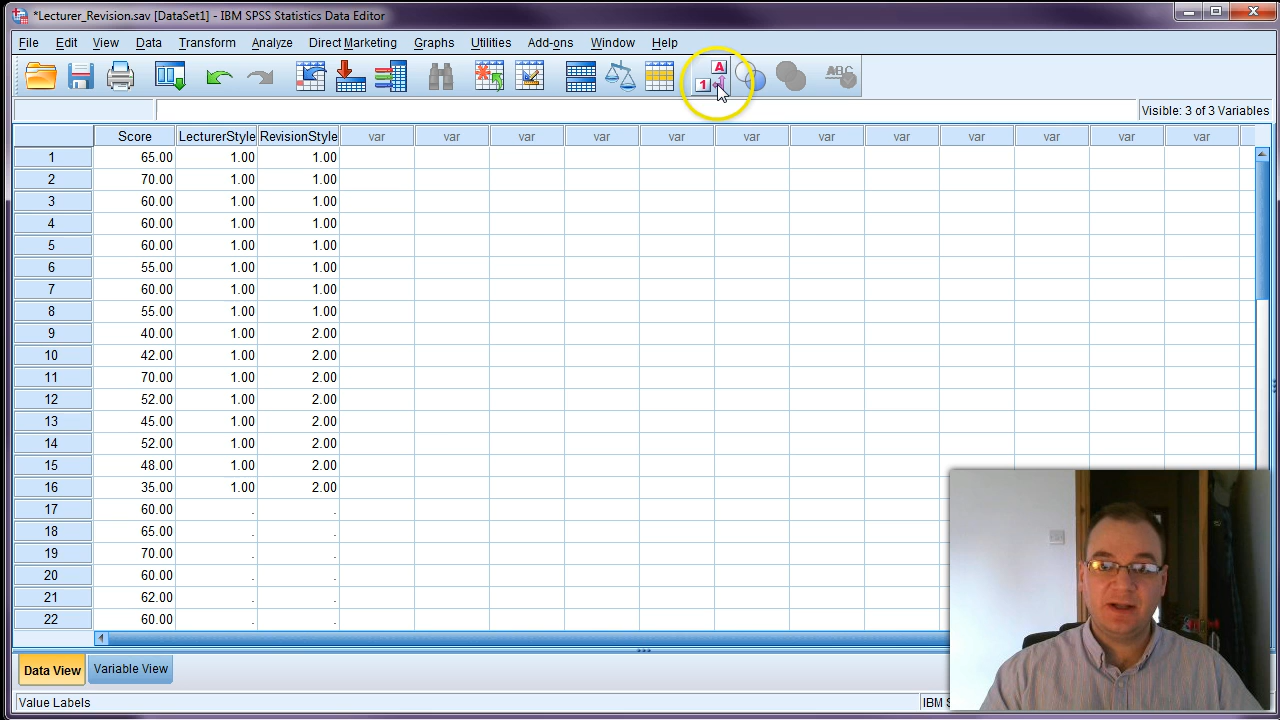 *Lecturer_Revision.sav [DataSet1] - IBM SPSS Statistics Data Editor
File Edit View Data Transform Analyze Direct Marketing Graphs Utilities Add-ons Window Help
A
1
ABC
Visible: 3 of 3 Variables
Score LecturerStyle RevisionStyle var var var var var var var var var var var var
1 65.00 1.00 1.00
2 70.00 1.00 1.00
3 60.00 1.00 1.00
4 60.00 1.00 1.00
5 60.00 1.00 1.00
6 55.00 1.00 1.00
7 60.00 1.00 1.00
8 55.00 1.00 1.00
9 40.00 1.00 2.00
10 42.00 1.00 2.00
11 70.00 1.00 2.00
12 52.00 1.00 2.00
13 45.00 1.00 2.00
14 52.00 1.00 2.00
15 48.00 1.00 2.00
16 35.00 1.00 2.00
17 60.00 . .
18 65.00 . .
19 70.00 . .
20 60.00 . .
21 62.00 . .
22 60.00 . .
Data View Variable View
Value Labels IBM S